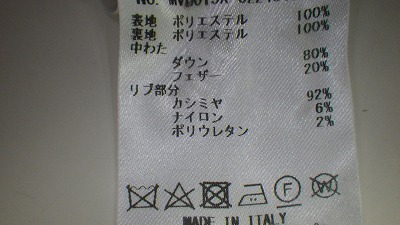 表地 ポリエステル 100%
裏地 ポリエステル 100%
中わた
ダウン 80%
フェザー 20%
リブ部分
カシミヤ 92%
ナイロン 6%
ポリウレタン 2%
F W
MADE IN ITALY